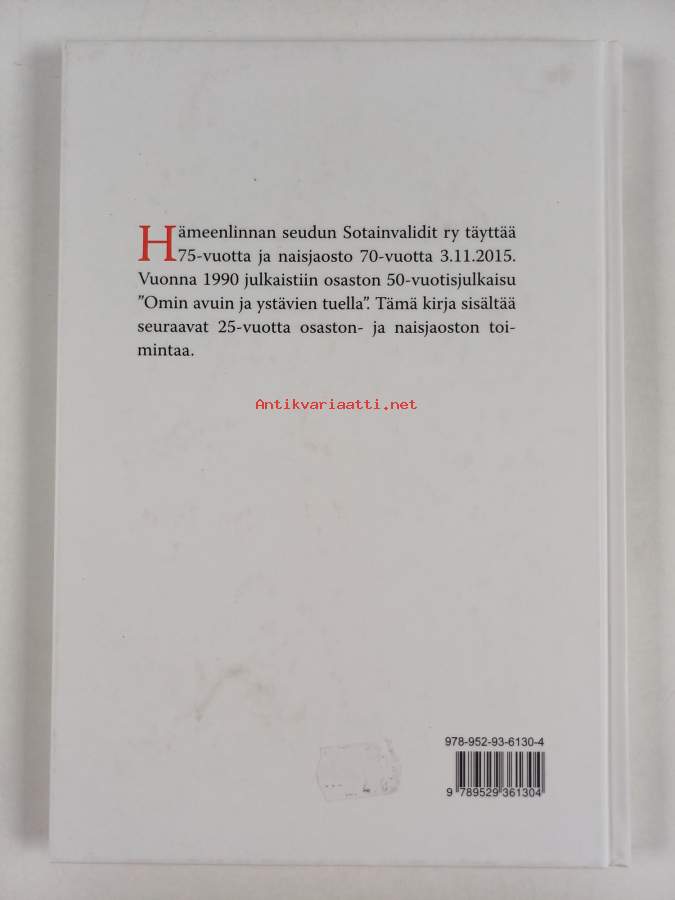 Hämeenlinnan seudun Sotainvalidit ry täyttää
75-vuotta ja naisjaosto 70-vuotta 3.11.2015.
Vuonna 1990 julkaistiin osaston 50-vuotisjulkaisu
”Omin avuin ja ystävien tuella”. Tämä kirja sisältää
seuraavat 25-vuotta osaston- ja naisjaoston toi-
mintaa.
Antikvariaatti.net
978-952-93-6130-4
9 789529 361304